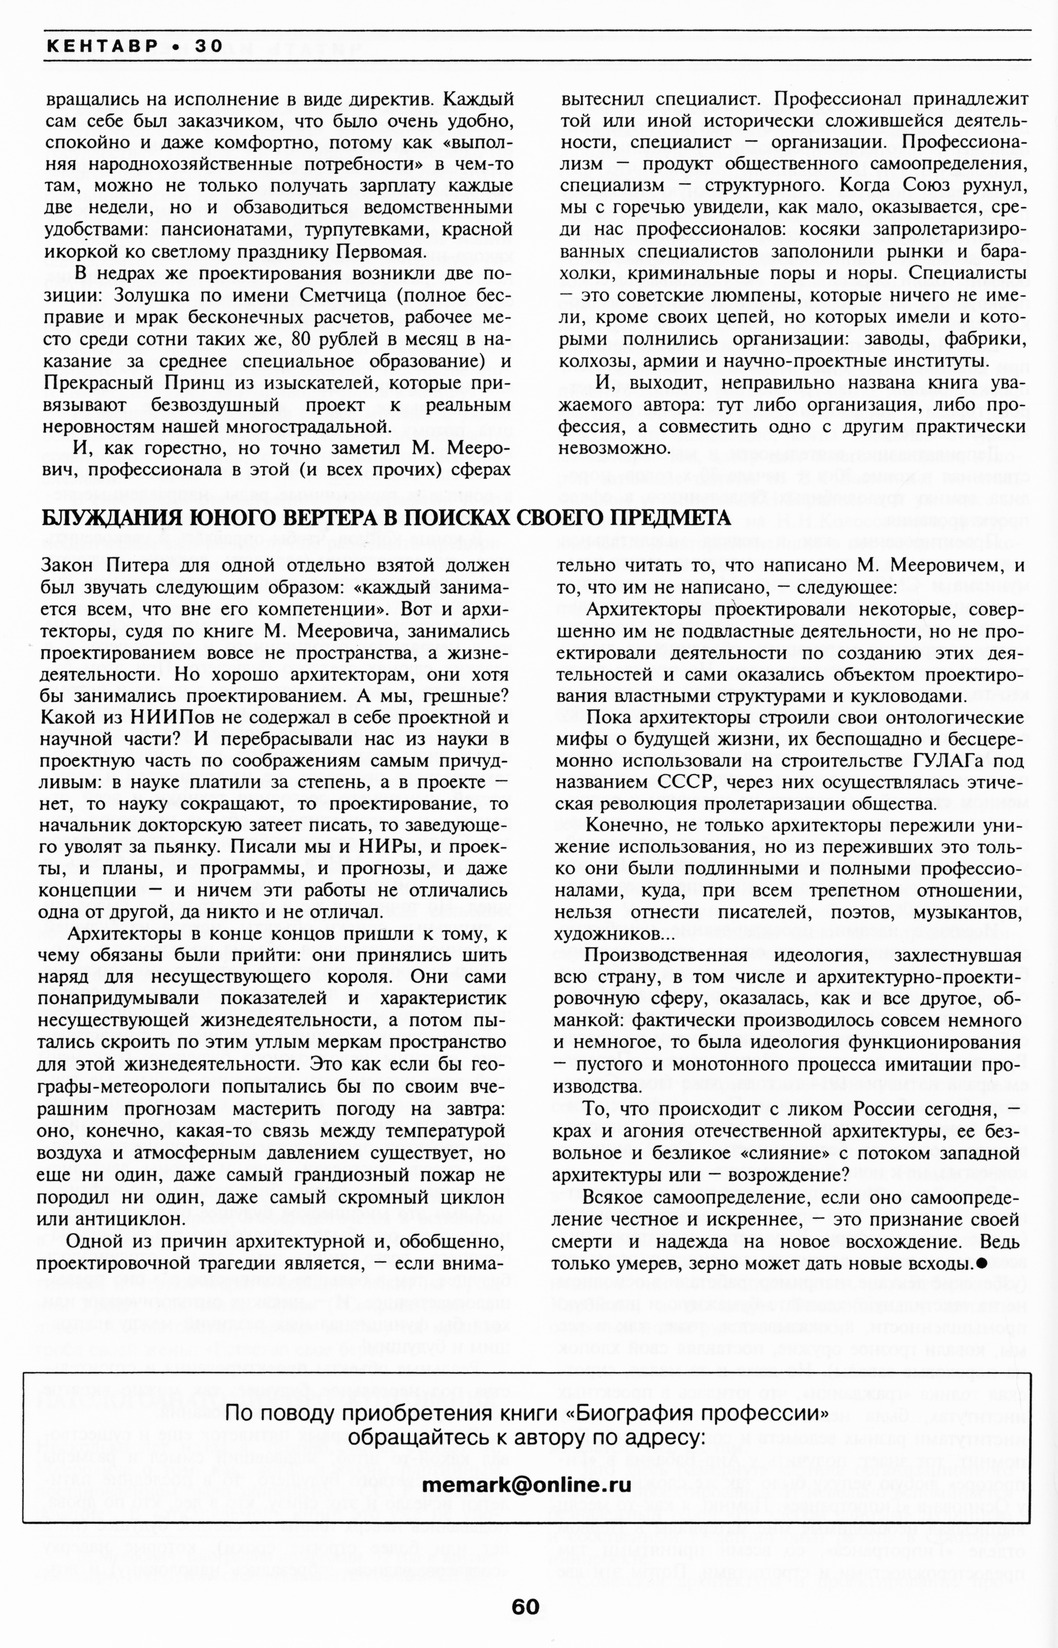 КЕНТАВР • 30
вращались на исполнение в виде директив. Каждый
сам себе был заказчиком, что было очень удобно,
спокойно и даже комфортно, потому как «выпол-
няя народнохозяйственные потребности» в чем-то
там, можно не только получать зарплату каждые
две недели, но и обзаводиться ведомственными
удобствами: пансионатами, турпутевками, красной
икоркой ко светлому празднику Первомая.
В недрах же проектирования возникли две по-
зиции: Золушка по имени Сметчица (полное бес-
правие и мрак бесконечных расчетов, рабочее ме-
сто среди сотни таких же, 80 рублей в месяц в на-
казание за среднее специальное образование) и
Прекрасный Принц из изыскателей, которые при-
вязывают безвоздушный проект к реальным
неровностям нашей многострадальной.
И, как горестно, но точно заметил М. Мееро-
вич, профессионала в этой (и всех прочих) сферах
вытеснил специалист. Профессионал принадлежит
той или иной исторически сложившейся деятель-
ности, специалист — организации. Профессиона-
лизм — продукт общественного самоопределения,
специализм — структурного. Когда Союз рухнул,
мы с горечью увидели, как мало, оказывается, сре-
ди нас профессионалов: косяки запролетаризиро-
ванных специалистов заполонили рынки и бара-
холки, криминальные поры и норы. Специалисты
— это советские люмпены, которые ничего не име-
ли, кроме своих цепей, но которых имели и кото-
рыми полнились организации: заводы, фабрики,
колхозы, армии и научно-проектные институты.
И, выходит, неправильно названа книга ува-
жаемого автора: тут либо организация, либо про-
фессия, а совместить одно с другим практически
невозможно.
БЛУЖДАНИЯ ЮНОГО ВЕРТЕРА В ПОИСКАХ СВОЕГО ПРЕДМЕТА
Закон Питера для одной отдельно взятой должен
был звучать следующим образом: «каждый занима-
ется всем, что вне его компетенции». Вот и архи-
текторы, судя по книге М. Мееровича, занимались
проектированием вовсе не пространства, а жизне-
деятельности. Но хорошо архитекторам, они хотя
бы занимались проектированием. А мы, грешные?
Какой из НИИПов не содержал в себе проектной и
научной части? И перебрасывали нас из науки в
проектную часть по соображениям самым причуд-
ливым: в науке платили за степень, а в проекте —
нет, то науку сокращают, то проектирование, то
начальник докторскую затеет писать, то заведующе-
го уволят за пьянку. Писали мы и НИРы, и проек-
ты, и планы, и программы, и прогнозы, и даже
концепции — и ничем эти работы не отличались
одна от другой, да никто и не отличал.
Архитекторы в конце концов пришли к тому, к
чему обязаны были прийти: они принялись шить
наряд для несуществующего короля. Они сами
понапридумывали показателей и характеристик
несуществующей жизнедеятельности, а потом пы-
тались скроить по этим утлым меркам пространство
для этой жизнедеятельности. Это как если бы гео-
графы-метеорологи попытались бы по своим вче-
рашним прогнозам мастерить погоду на завтра:
оно, конечно, какая-то связь между температурой
воздуха и атмосферным давлением существует, но
еще ни один, даже самый грандиозный пожар не
породил ни один, даже самый скромный циклон
или антициклон.
Одной из причин архитектурной и, обобщенно,
проектировочной трагедии является, — если внима-
тельно читать то, что написано М. Мееровичем, и
то, что им не написано, — следующее:
Архитекторы проектировали некоторые, совер-
шенно им не подвластные деятельности, но не про-
ектировали деятельности по созданию этих дея-
тельностей и сами оказались объектом проектиро-
вания властными структурами и кукловодами.
Пока архитекторы строили свои онтологические
мифы о будущей жизни, их беспощадно и бесцере-
монно использовали на строительстве ГУЛАГа под
названием СССР, через них осуществлялась этиче-
ская революция пролетаризации общества.
Конечно, не только архитекторы пережили уни-
жение использования, но из переживших это толь-
ко они были подлинными и полными профессио-
налами, куда, при всем трепетном отношении,
нельзя отнести писателей, поэтов, музыкантов,
художников...
Производственная идеология, захлестнувшая
всю страну, в том числе и архитектурно-проекти-
ровочную сферу, оказалась, как и все другое, об-
манкой: фактически производилось совсем немного
и немногое, то была идеология функционирования
— пустого и монотонного процесса имитации про-
изводства.
То, что происходит с ликом России сегодня, —
крах и агония отечественной архитектуры, ее без-
вольное и безликое «слияние» с потоком западной
архитектуры или — возрождение?
Всякое самоопределение, если оно самоопреде-
ление честное и искреннее, — это признание своей
смерти и надежда на новое восхождение. Ведь
только умерев, зерно может дать новые всходы.●
По поводу приобретения книги «Биография профессии»
обращайтесь к автору по адресу:
memark@online.ru
60